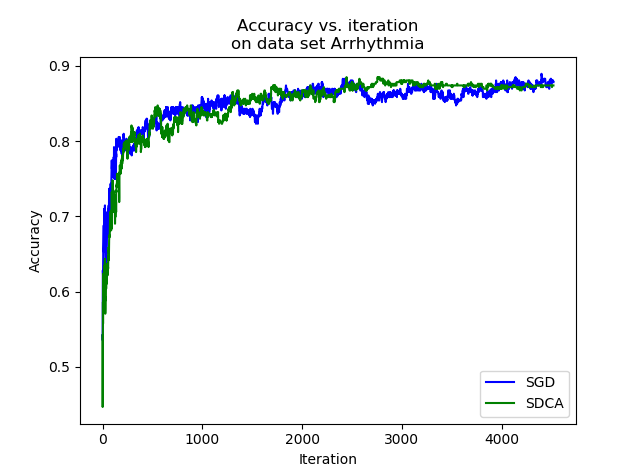 Accuracy vs. iteration
on data set Arrhythmia
0.9
0.8
0.7
0.6
0.5
Accuracy
0
1000
2000
3000
4000
Iteration
SGD
SDCA